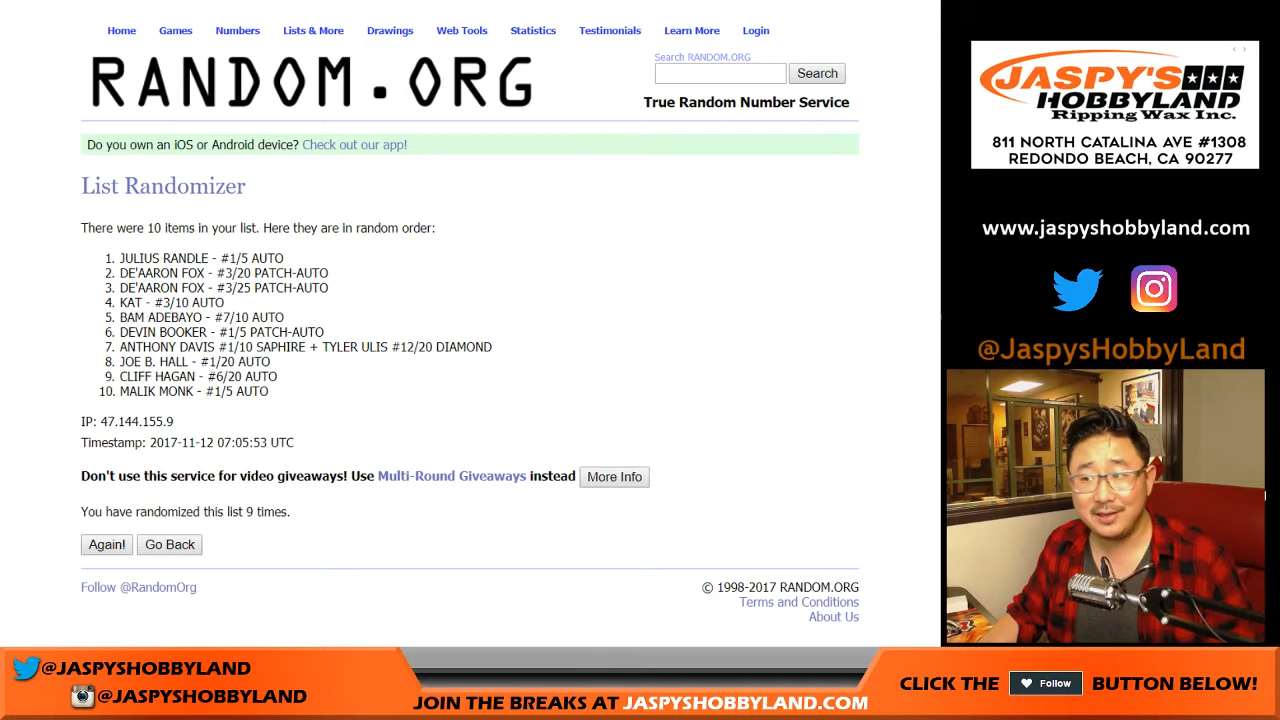 Home Games Numbers Lists & More Drawings Web Tools Statistics Testimonials Learn More Login
RANDOM.ORG
Search RANDOM.ORG
Search
True Random Number Service
Do you own an iOS or Android device? Check out our app!
List Randomizer
There were 10 items in your list. Here they are in random order:
1. JULIUS RANDLE - #1/5 AUTO
2. DE'AARON FOX - #3/20 PATCH-AUTO
3. DE'AARON FOX - #3/25 PATCH-AUTO
4. KAT - #3/10 AUTO
5. BAM ADEBAYO - #7/10 AUTO
6. DEVIN BOOKER - #1/5 PATCH-AUTO
7. ANTHONY DAVIS #1/10 SAPHIRE + TYLER ULIS #12/20 DIAMOND
8. JOE B. HALL - #1/20 AUTO
9. CLIFF HAGAN - #6/20 AUTO
10. MALIK MONK - #1/5 AUTO
IP: 47.144.155.9
Timestamp: 2017-11-12 07:05:53 UTC
Don't use this service for video giveaways! Use Multi-Round Giveaways instead More Info
You have randomized this list 9 times.
Again! Go Back
Follow @RandomOrg
© 1998-2017 RANDOM.ORG
Terms and Conditions
About Us
JASPY'S
HOBBYLAND
Ripping Wax Inc.
811 NORTH CATALINA AVE #1308
REDONDO BEACH, CA 90277
www.jaspyshobbyland.com
@JaspysHobbyLand
@JASPYSHOBBYLAND
@JASPYSHOBBYLAND
JOIN THE BREAKS AT JASPYSHOBBYLAND.COM
CLICK THE Follow BUTTON BELOW!